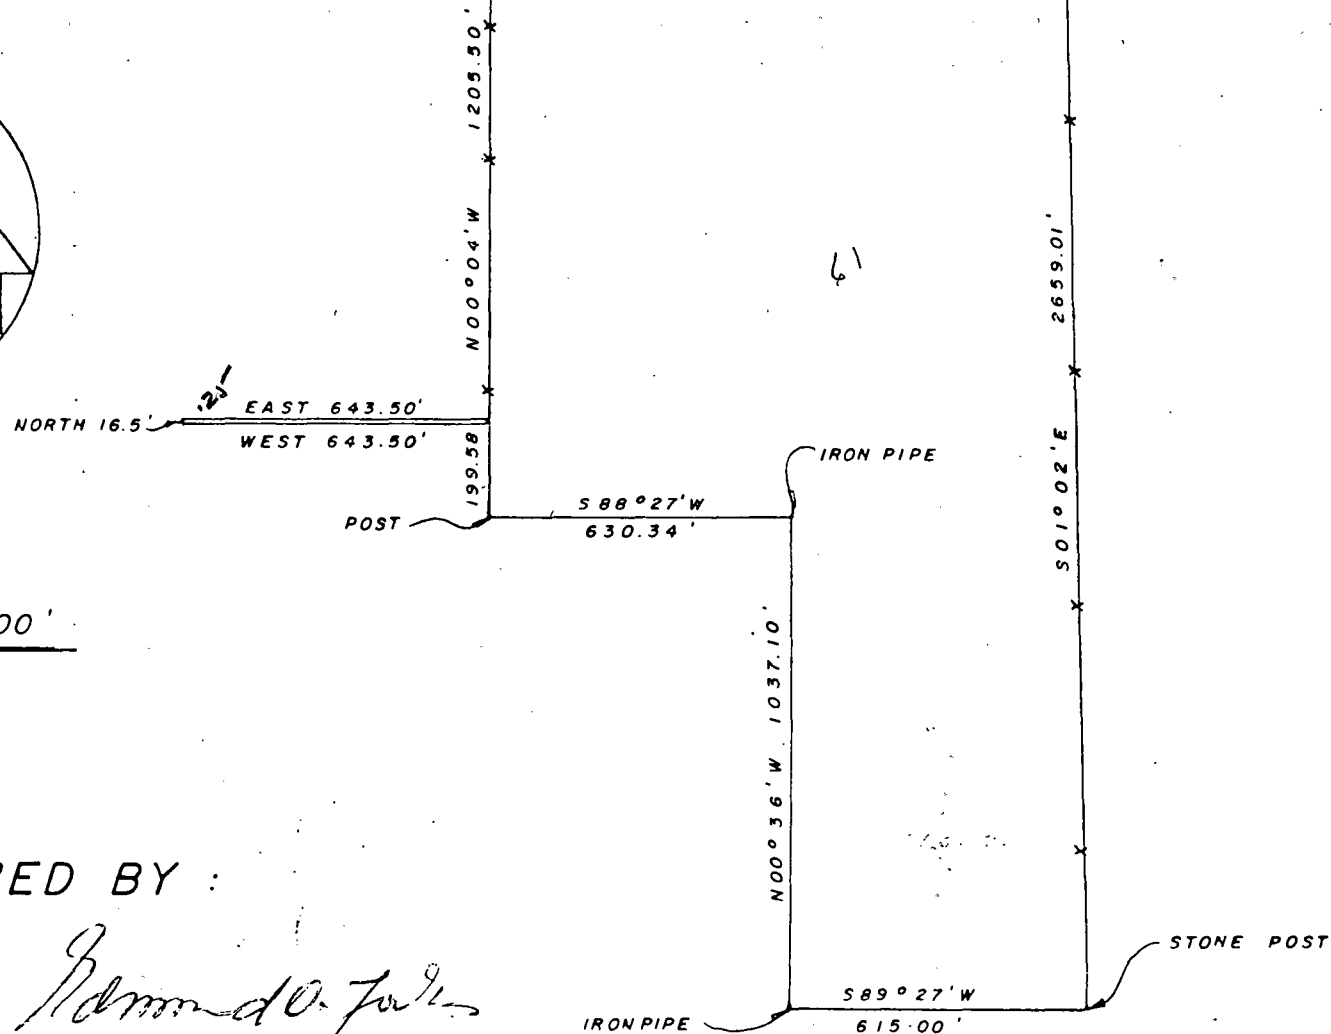 1205.50'
N00°04'W
2659.01'
61
.25
EAST 643.50'
NORTH 16.5'
WEST 643.50'
199.58
S01°02'E
IRON PIPE
S88°27'W
POST
630.34'
00'
N00°36'W 1037.10'
ED BY :
STONE POST
S89°27'W
IRON PIPE
615.00'